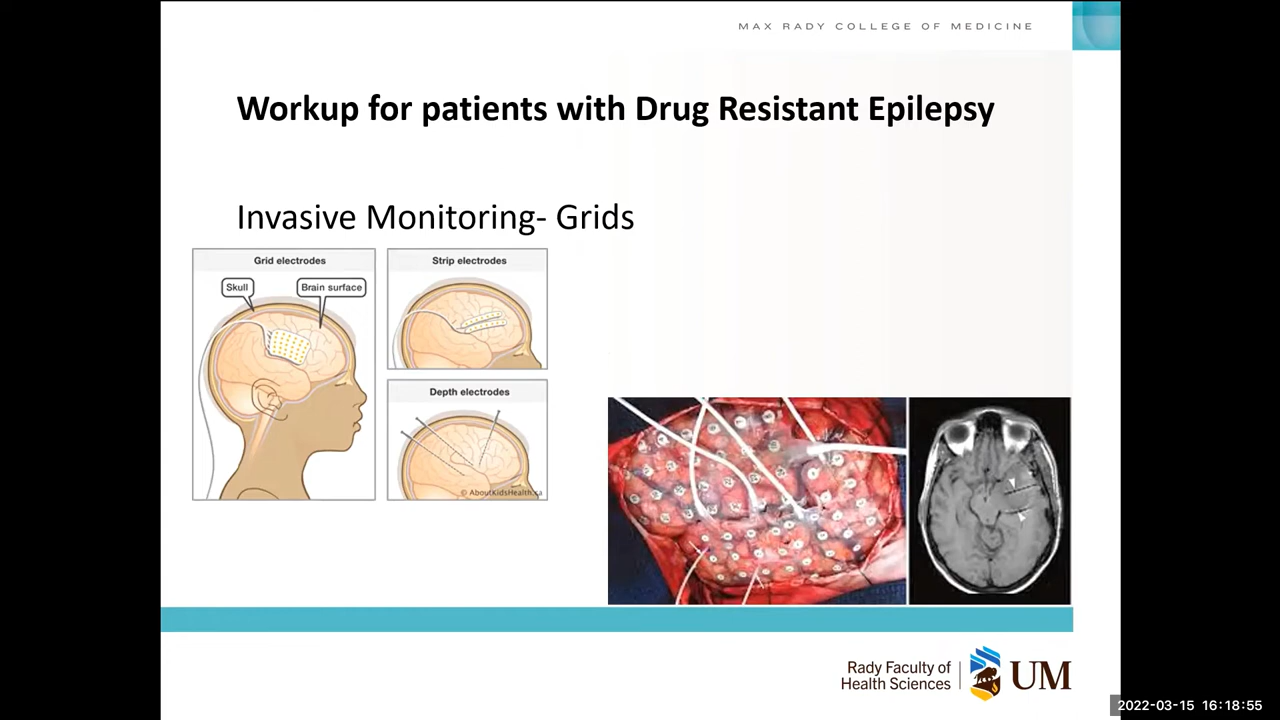 MAX RADY COLLEGE OF MEDICINE
Workup for patients with Drug Resistant Epilepsy
Invasive Monitoring- Grids
Grid electrodes
Skull
Brain surface
Strip electrodes
Depth electrodes
© AboutKidsHealth.ca
Rady Faculty of
Health Sciences
UM
2022-03-15 16:18:55